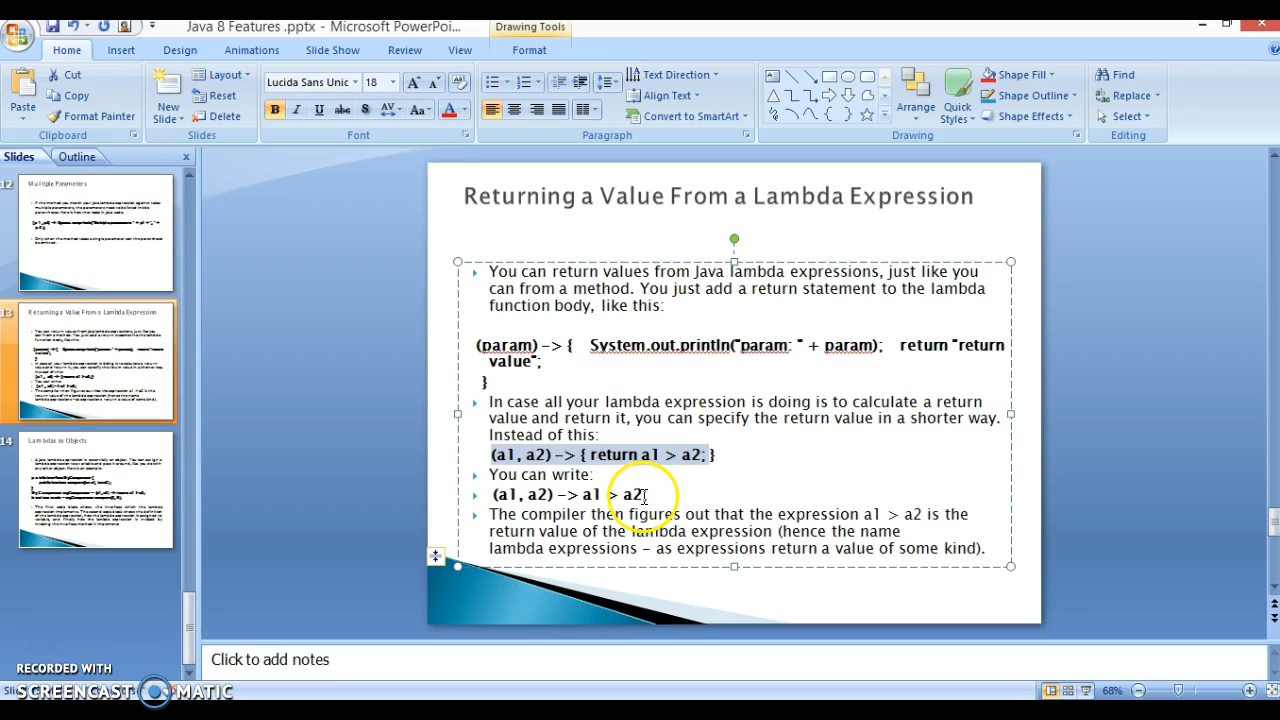 Java 8 Features .pptx - Microsoft PowerPoi...
Drawing Tools
Home Insert Design Animations Slide Show Review View Format
Paste
Cut
Copy
Format Painter
Clipboard
New Slide
Layout
Reset
Delete
Slides
Lucida Sans Unic 18
B I U abc S AV Aa A
Font
Text Direction
Align Text
Convert to SmartArt
Paragraph
Arrange
Quick Styles
Shape Fill
Shape Outline
Shape Effects
Drawing
Find
Replace
Select
Editing
Slides Outline
12
Multiple Parameters
13
Returning a Value From a Lambda Expression
14
Lambdas as Objects
Returning a Value From a Lambda Expression
You can return values from Java lambda expressions, just like you
can from a method. You just add a return statement to the lambda
function body, like this:
(param) -> { System.out.println("param: " + param); return "return
value";
}
In case all your lambda expression is doing is to calculate a return
value and return it, you can specify the return value in a shorter way.
Instead of this:
(a1, a2) -> { return a1 > a2; }
You can write:
(a1, a2) -> a1 > a2
The compiler then figures out that the expression a1 > a2 is the
return value of the lambda expression (hence the name
lambda expressions - as expressions return a value of some kind).
Click to add notes
RECORDED WITH
SCREENCAST MATIC
68%